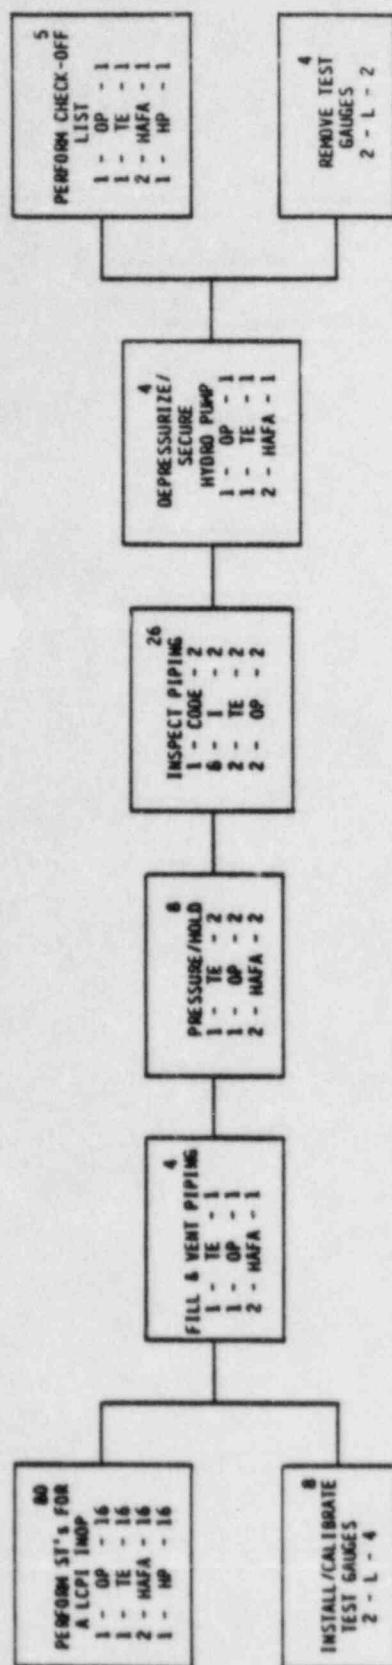 80
PERFORM ST's FOR
A LCPI INOP
1 - OP - 16
1 - TE - 16
2 - HAFA - 16
1 - HP - 16
8
INSTALL/CALIBRATE
TEST GAUGES
2 - L - 4
4
FILL & VENT PIPING
1 - TE - 1
1 - OP - 1
2 - HAFA - 1
8
PRESSURE/HOLD
1 - TE - 2
1 - OP - 2
2 - HAFA - 2
26
INSPECT PIPING
1 - CODE - 2
8 - I - 2
2 - TE - 2
2 - OP - 2
4
DEPRESSURIZE/
SECURE
HYDRO PUMP
1 - OP - 1
1 - TE - 1
2 - HAFA - 1
5
PERFORM CHECK-OFF
LIST
1 - OP - 1
1 - TE - 1
2 - HAFA - 1
1 - HP - 1
4
REMOVE TEST
GAUGES
2 - L - 2